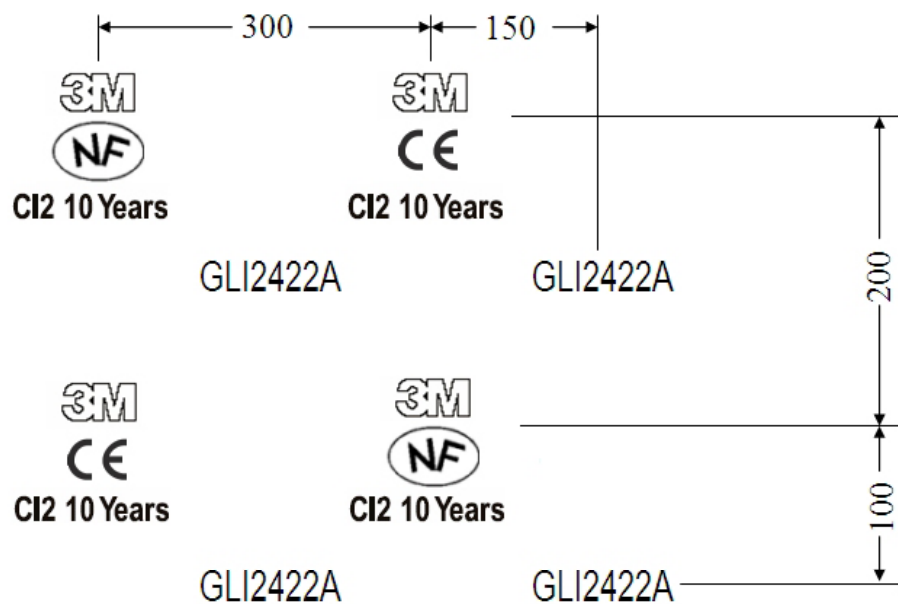 300 150
3M 3M
NF CE
CI2 10 Years CI2 10 Years
GLI2422A GLI2422A
200
3M 3M
CE NF
CI2 10 Years CI2 10 Years
100
GLI2422A GLI2422A